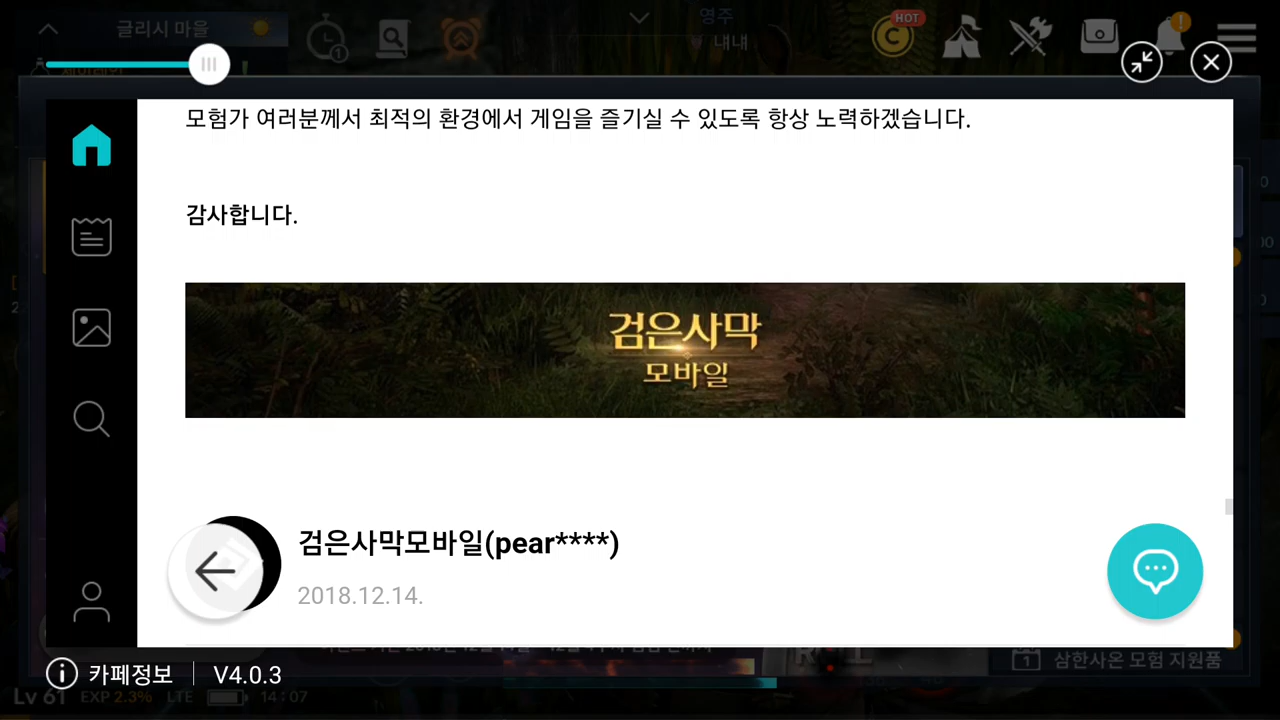 글리시 마을
영주
HOT
내내
1
모험가 여러분께서 최적의 환경에서 게임을 즐기실 수 있도록 항상 노력하겠습니다.
감사합니다.
검은사막
모바일
검은사막모바일(pear****)
2018.12.14.
카페정보
V4.0.3
삼한사온 모험 지원품
1
Lv 61 EXP 2.3% LTE 14:07